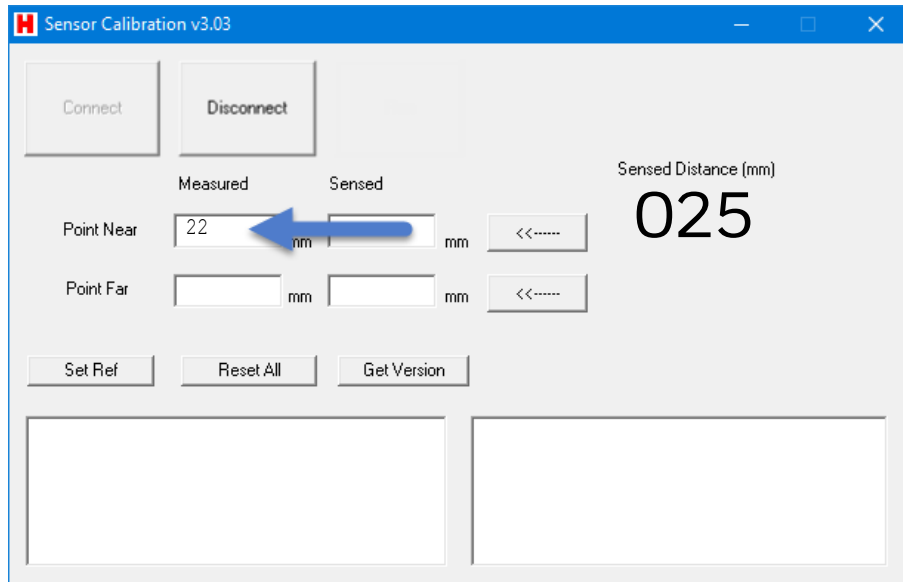 H Sensor Calibration v3.03
Connect Disconnect
Sensed Distance (mm)
025
Measured Sensed
Point Near 22 mm mm <<------
Point Far mm mm <<------
Set Ref Reset All Get Version